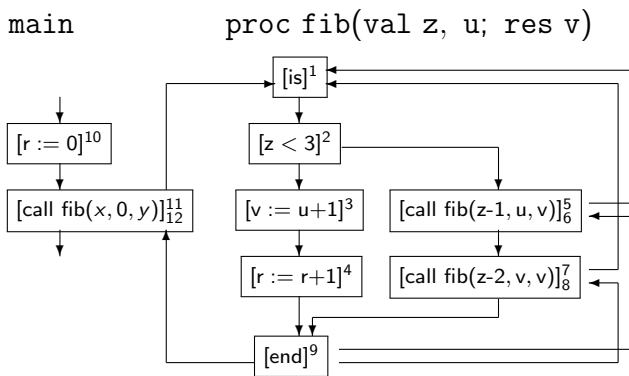 main proc fib(val z, u; res v)
[is]¹
[r := 0]¹⁰ [z < 3]²
[call fib(x, 0, y)]¹¹₁₂ [v := u+1]³ [call fib(z-1, u, v)]⁵₆
[r := r+1]⁴ [call fib(z-2, v, v)]⁷₈
[end]⁹